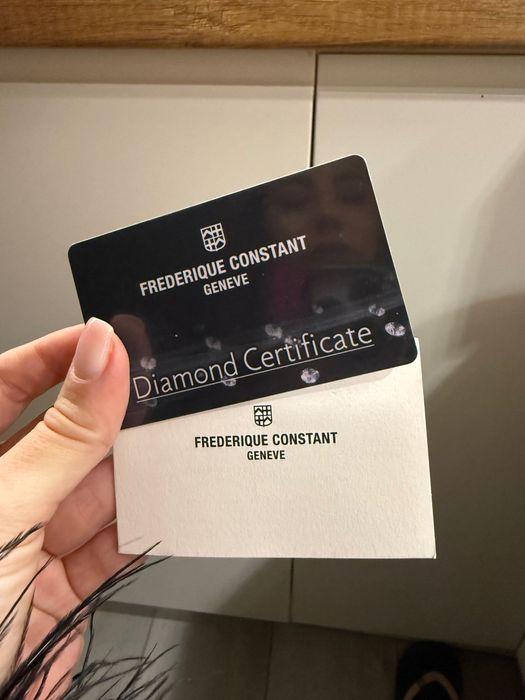 FREDERIQUE CONSTANT
GENEVE
Diamond Certificate
FREDERIQUE CONSTANT
GENEVE